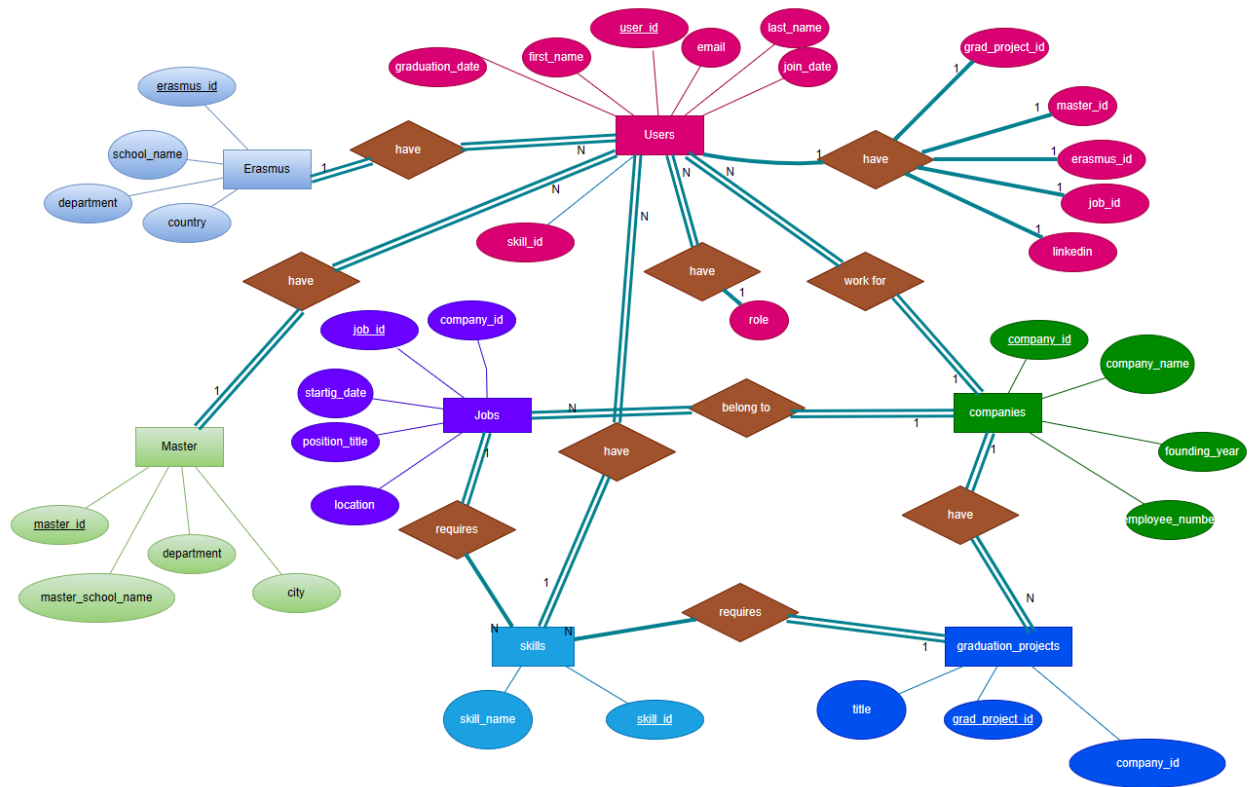 user_id
last_name
first_name
email
grad_project_id
graduation_date
join_date
erasmus_id
master_id
1
1
Users
have
N
have
1
school_name
Erasmus
1
N
N
N
1
erasmus_id
1
job_id
department
country
N
1
skill_id
have
have
work for
linkedin
1
role
job_id
company_id
company_id
company_name
startig_date
1
1
1
belong to
Jobs
N
companies
1
position_title
Master
1
have
1
founding_year
location
master_id
requires
have
employee_numbe
department
1
master_school_name
city
requires
N
N
N
skills
1
graduation_projects
skill_name
skill_id
title
grad_project_id
company_id